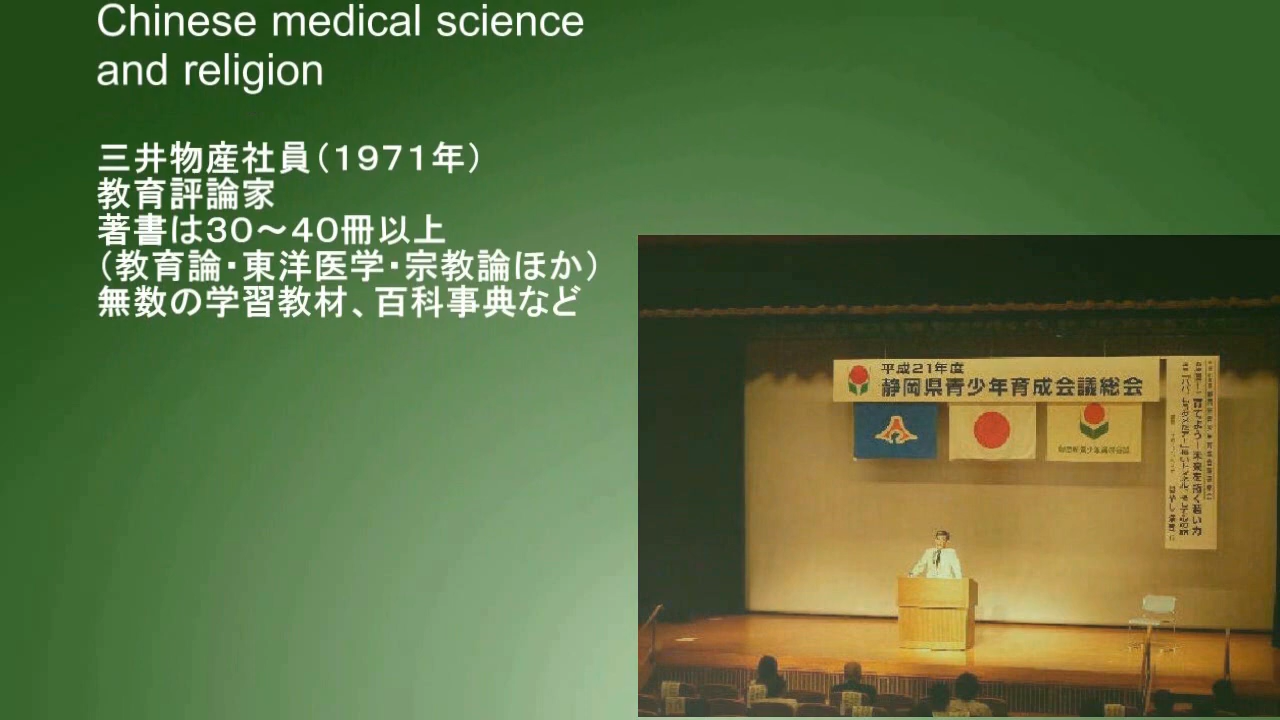 Chinese medical science
and religion
三井物産社員（１９７１年）
教育評論家
著書は３０～４０冊以上
（教育論・東洋医学・宗教論ほか）
無数の学習教材、百科事典など
平成21年度
静岡県青少年育成会議総会